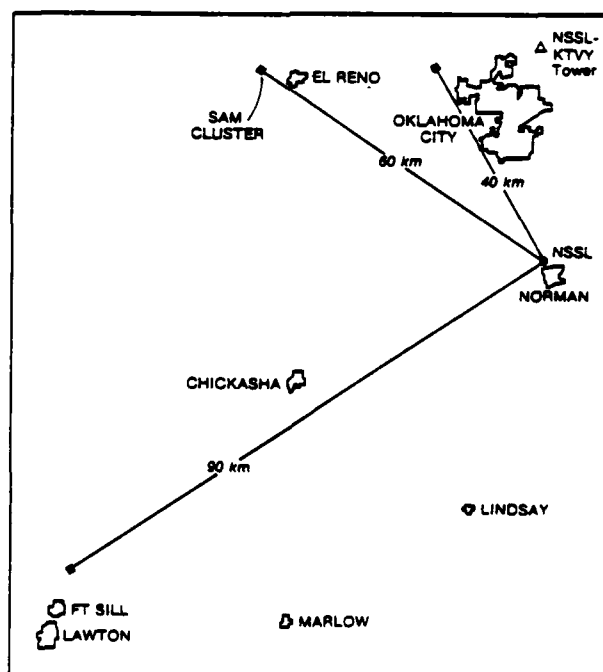 NSSL-
KTVY
Tower
EL RENO
SAM
CLUSTER
OKLAHOMA
CITY
60 km
40 km
NSSL
NORMAN
CHICKASHA
90 km
LINDSAY
FT SILL
LAWTON
MARLOW